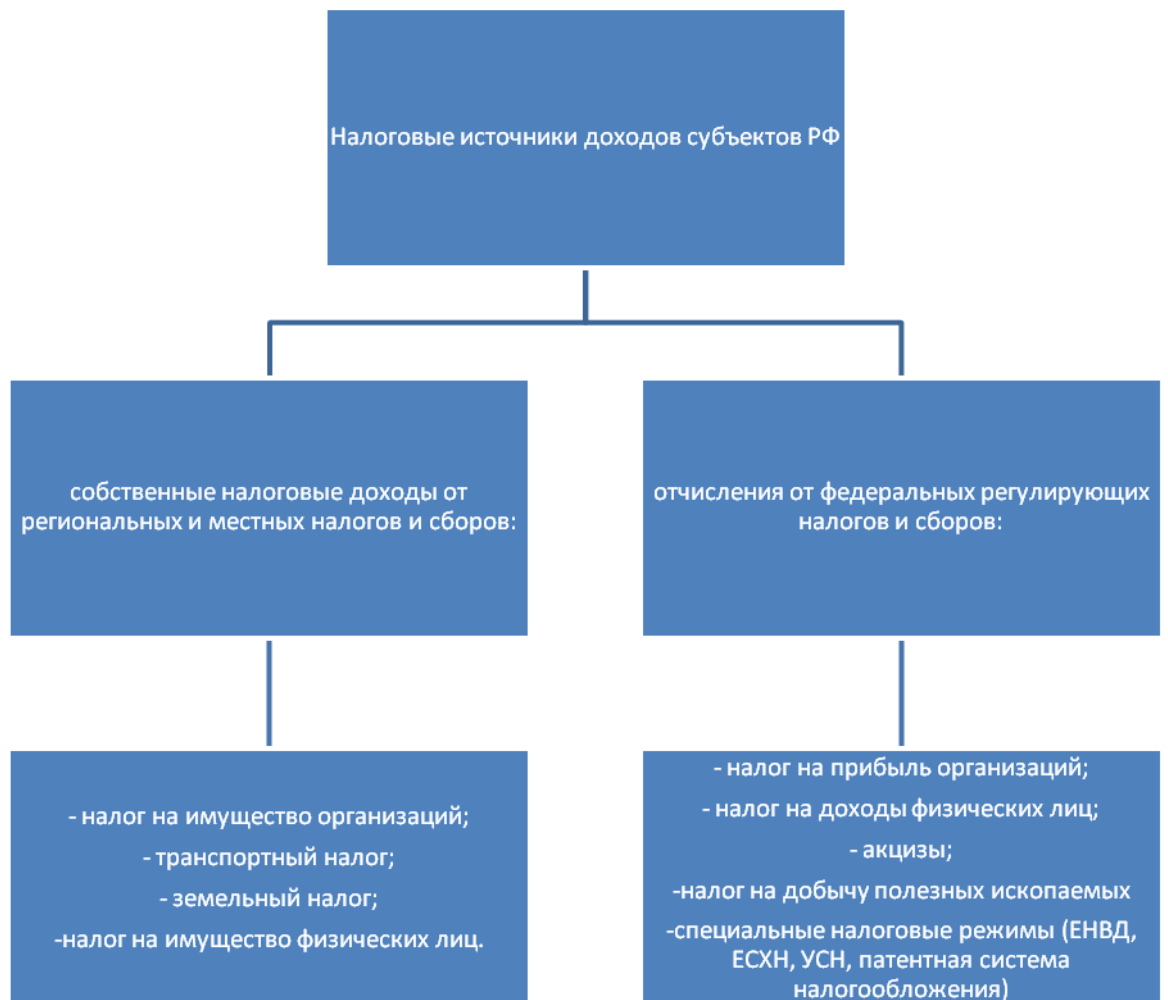 Налоговые источники доходов субъектов РФ
собственные налоговые доходы от
региональных и местных налогов и сборов:
отчисления от федеральных регулирующих
налогов и сборов:
- налог на имущество организаций;
- транспортный налог;
- земельный налог;
-налог на имущество физических лиц.
- налог на прибыль организаций;
- налог на доходы физических лиц;
- акцизы;
-налог на добычу полезных ископаемых
-специальные налоговые режимы (ЕНВД,
ЕСХН, УСН, патентная система
налогообложения)